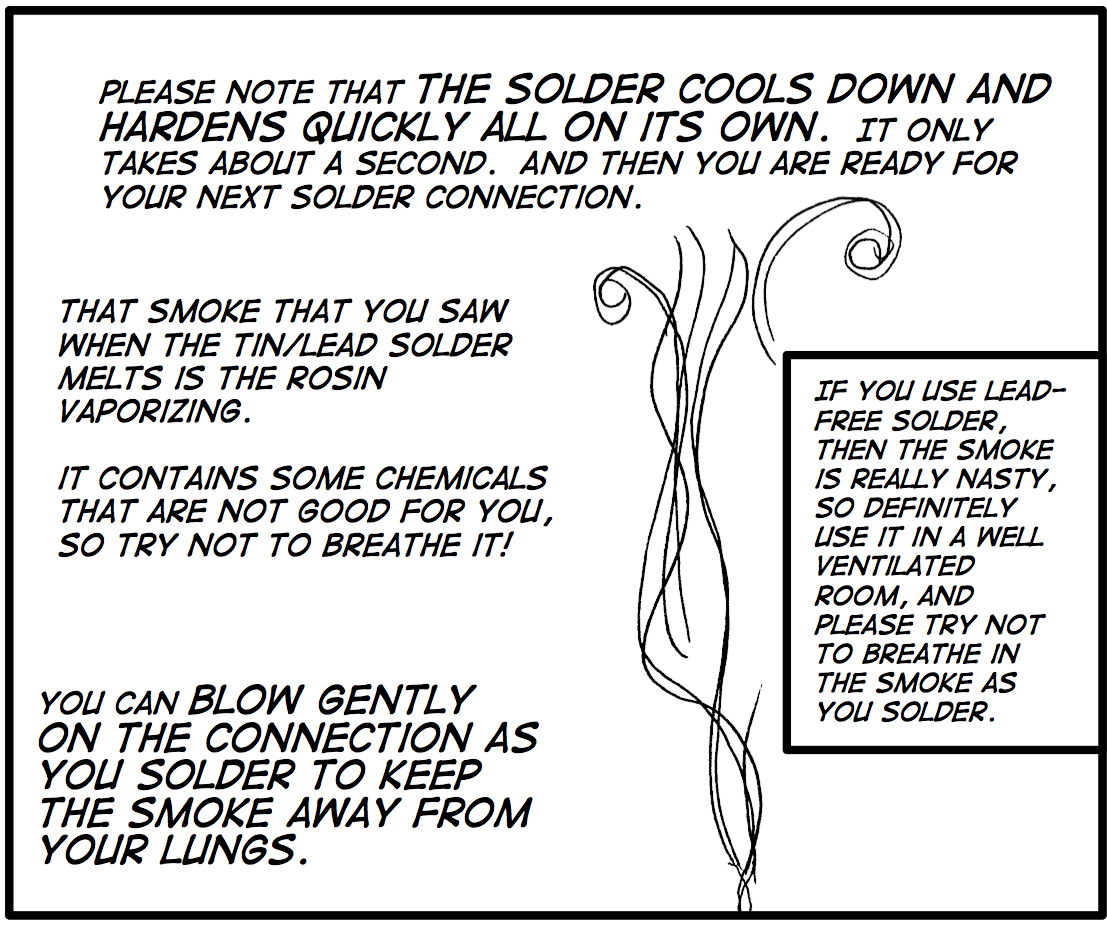 PLEASE NOTE THAT THE SOLDER COOLS DOWN AND
HARDENS QUICKLY ALL ON ITS OWN. IT ONLY
TAKES ABOUT A SECOND. AND THEN YOU ARE READY FOR
YOUR NEXT SOLDER CONNECTION.
THAT SMOKE THAT YOU SAW
WHEN THE TIN/LEAD SOLDER
MELTS IS THE ROSIN
VAPORIZING.
IT CONTAINS SOME CHEMICALS
THAT ARE NOT GOOD FOR YOU,
SO TRY NOT TO BREATHE IT!
IF YOU USE LEAD-
FREE SOLDER,
THEN THE SMOKE
IS REALLY NASTY,
SO DEFINITELY
USE IT IN A WELL
VENTILATED
ROOM, AND
PLEASE TRY NOT
TO BREATHE IN
THE SMOKE AS
YOU SOLDER.
YOU CAN BLOW GENTLY
ON THE CONNECTION AS
YOU SOLDER TO KEEP
THE SMOKE AWAY FROM
YOUR LUNGS.